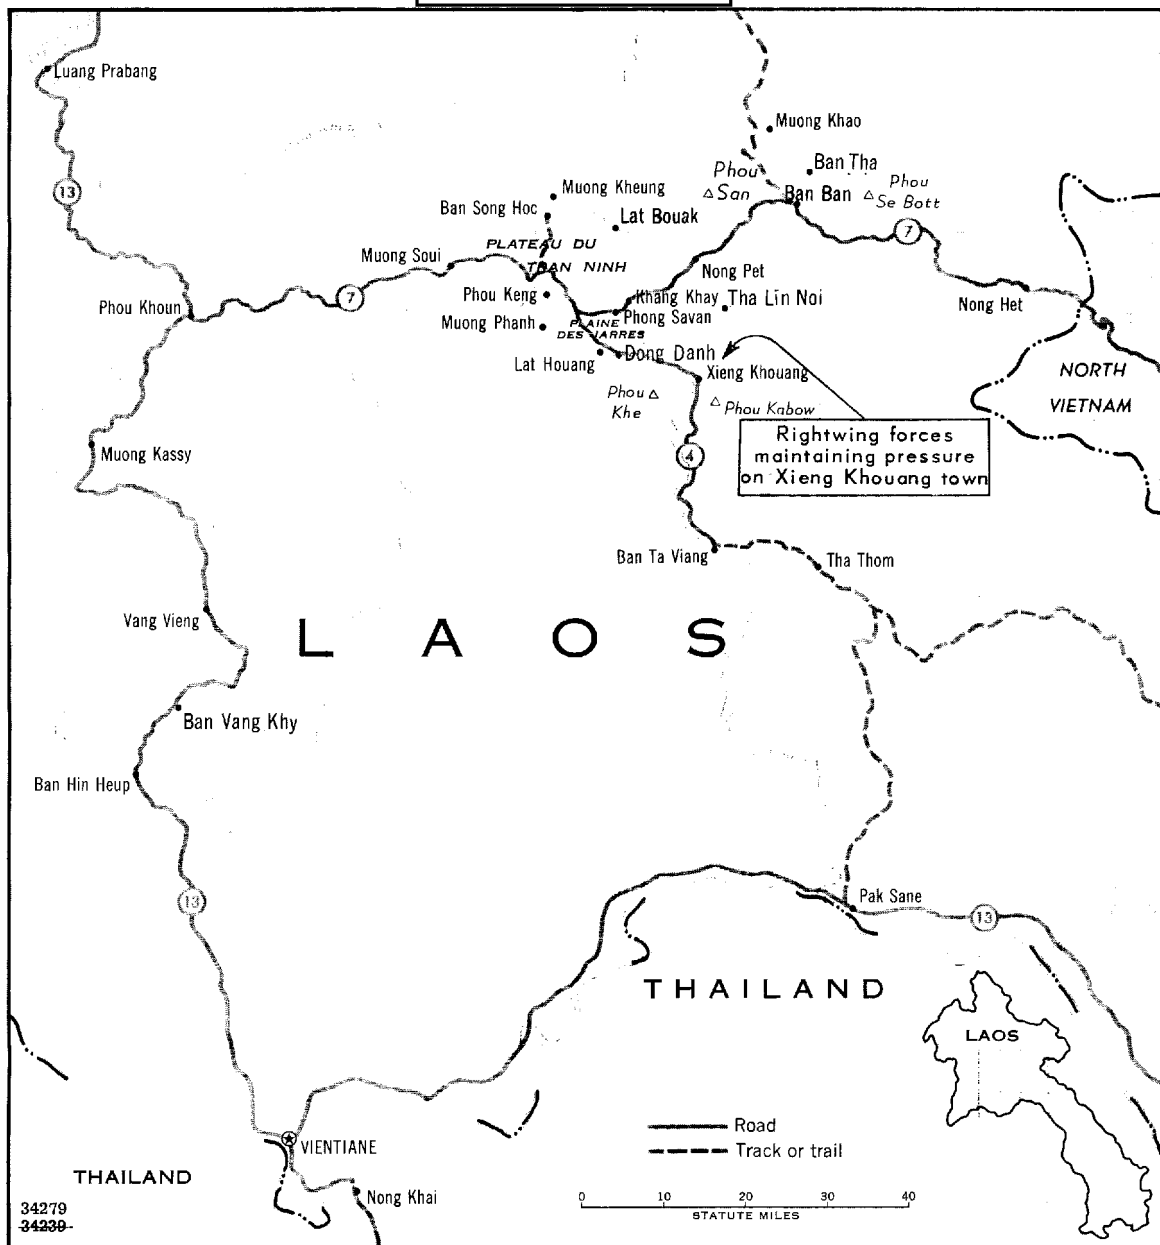 Luang Prabang
Muong Khao
Ban Tha
Phou
San
Phou
Se Bott
Ban Ban
13
Muong Kheung
Ban Song Hoc
Lat Bouak
7
PLATEAU DU
TRAN NINH
Muong Soui
Nong Pet
Phou Khoun
7
Phou Keng
Khang Khay
Tha Lin Noi
Nong Het
Muong Phanh
PLAINE
DES JARRES
Phong Savan
Lat Houang
Dong Danh
Xieng Khouang
NORTH
VIETNAM
Phou
Khe
Phou Kabow
Rightwing forces
maintaining pressure
on Xieng Khouang town
Muong Kassy
4
Ban Ta Viang
Tha Thom
Vang Vieng
LAOS
Ban Vang Khy
Ban Hin Heup
13
Pak Sane
13
THAILAND
LAOS
Road
Track or trail
VIENTIANE
THAILAND
Nong Khai
0 10 20 30 40
STATUTE MILES
34279
34239